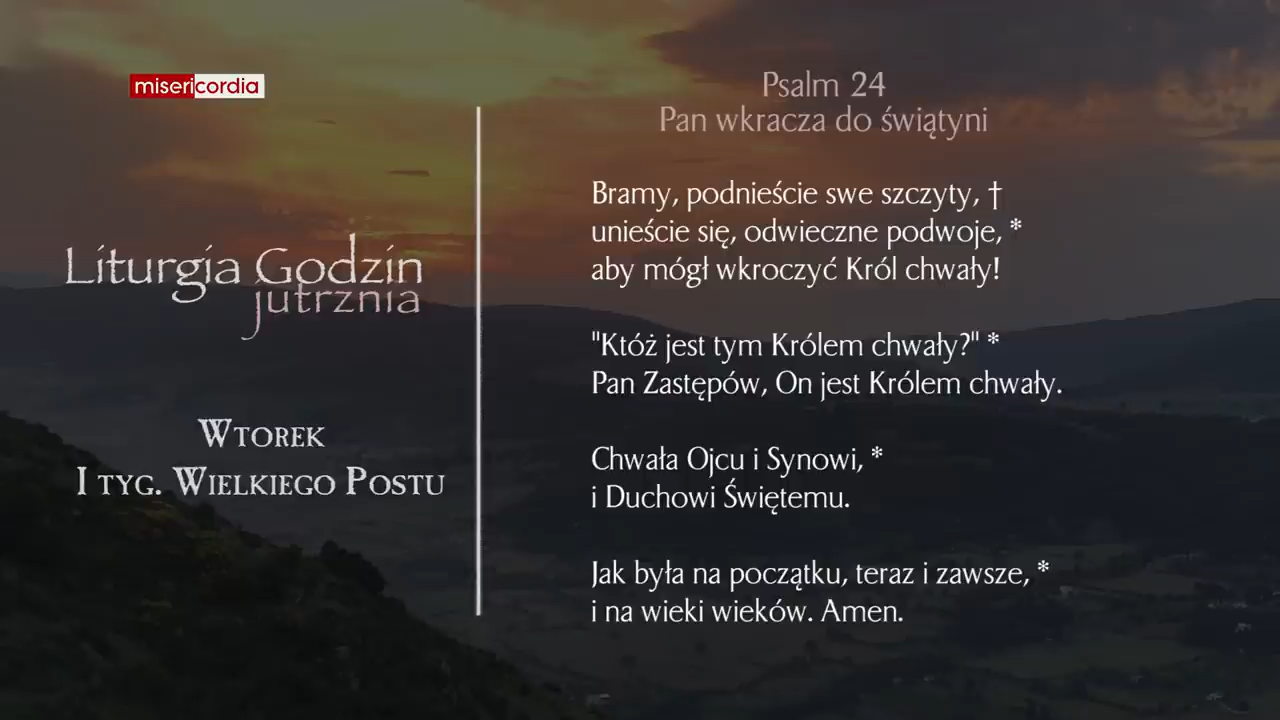 misericordia
Liturgia Godzin
jutrznia
Wtorek
I tyg. Wielkiego Postu
Psalm 24
Pan wkracza do świątyni
Bramy, podnieście swe szczyty, †
unieście się, odwieczne podwoje, *
aby mógł wkroczyć Król chwały!
"Któż jest tym Królem chwały?" *
Pan Zastępów, On jest Królem chwały.
Chwała Ojcu i Synowi, *
i Duchowi Świętemu.
Jak była na początku, teraz i zawsze, *
i na wieki wieków. Amen.